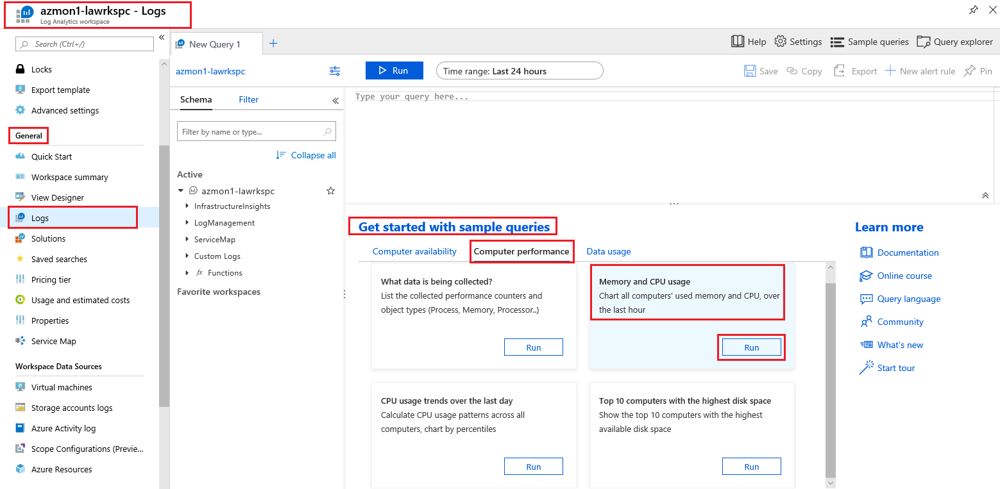 azmon1-lawrkspc - Logs
Log Analytics workspace
Search (Ctrl+/)
Locks
Export template
Advanced settings
General
Quick Start
Workspace summary
View Designer
Logs
Solutions
Saved searches
Pricing tier
Usage and estimated costs
Properties
Service Map
Workspace Data Sources
Virtual machines
Storage accounts logs
Azure Activity log
Scope Configurations (Previe...
Azure Resources
New Query 1
Help
Settings
Sample queries
Query explorer
azmon1-lawrkspc
Run
Time range: Last 24 hours
Save
Copy
Export
New alert rule
Pin
Schema
Filter
Filter by name or type...
Collapse all
Active
azmon1-lawrkspc
InfrastructureInsights
LogManagement
ServiceMap
Custom Logs
fx Functions
Favorite workspaces
Type your query here...
Get started with sample queries
Computer availability
Computer performance
Data usage
What data is being collected?
List the collected performance counters and
object types (Process, Memory, Processor..)
Run
Memory and CPU usage
Chart all computers' used memory and CPU, over
the last hour
Run
CPU usage trends over the last day
Calculate CPU usage patterns across all
computers, chart by percentiles
Run
Top 10 computers with the highest disk space
Show the top 10 computers with the highest
available disk space
Run
Learn more
Documentation
Online course
Query language
Community
What's new
Start tour